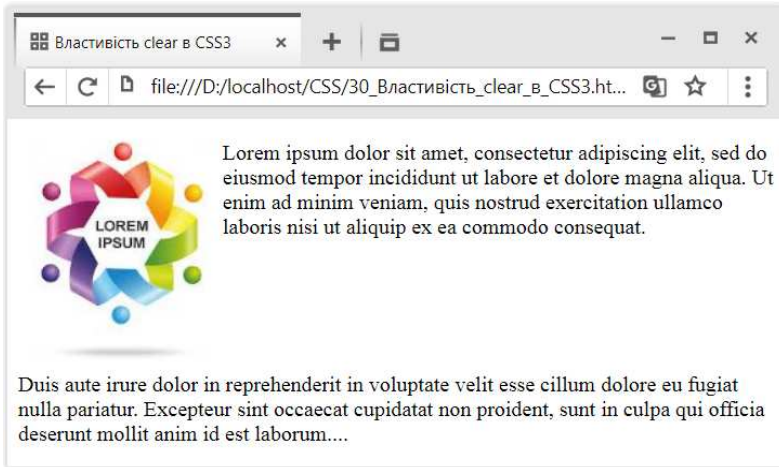 Властивість clear в CSS3
file:///D:/localhost/CSS/30_Властивість_clear_в_CSS3.ht...
LOREM
IPSUM
Lorem ipsum dolor sit amet, consectetur adipiscing elit, sed do
eiusmod tempor incididunt ut labore et dolore magna aliqua. Ut
enim ad minim veniam, quis nostrud exercitation ullamco
laboris nisi ut aliquip ex ea commodo consequat.
Duis aute irure dolor in reprehenderit in voluptate velit esse cillum dolore eu fugiat
nulla pariatur. Excepteur sint occaecat cupidatat non proident, sunt in culpa qui officia
deserunt mollit anim id est laborum....